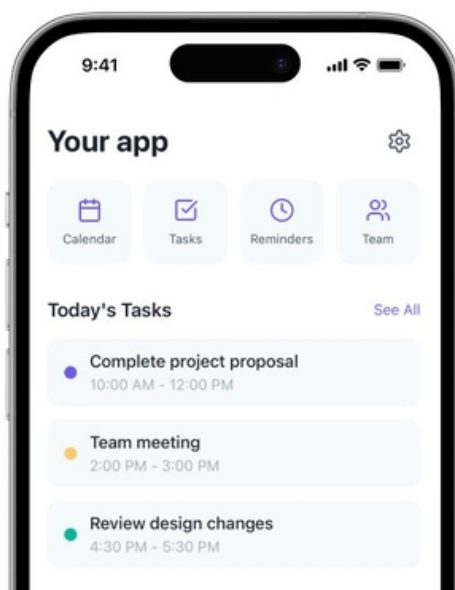 9:41
Your app
Calendar Tasks Reminders Team
Today's Tasks See All
Complete project proposal
10:00 AM - 12:00 PM
Team meeting
2:00 PM - 3:00 PM
Review design changes
4:30 PM - 5:30 PM